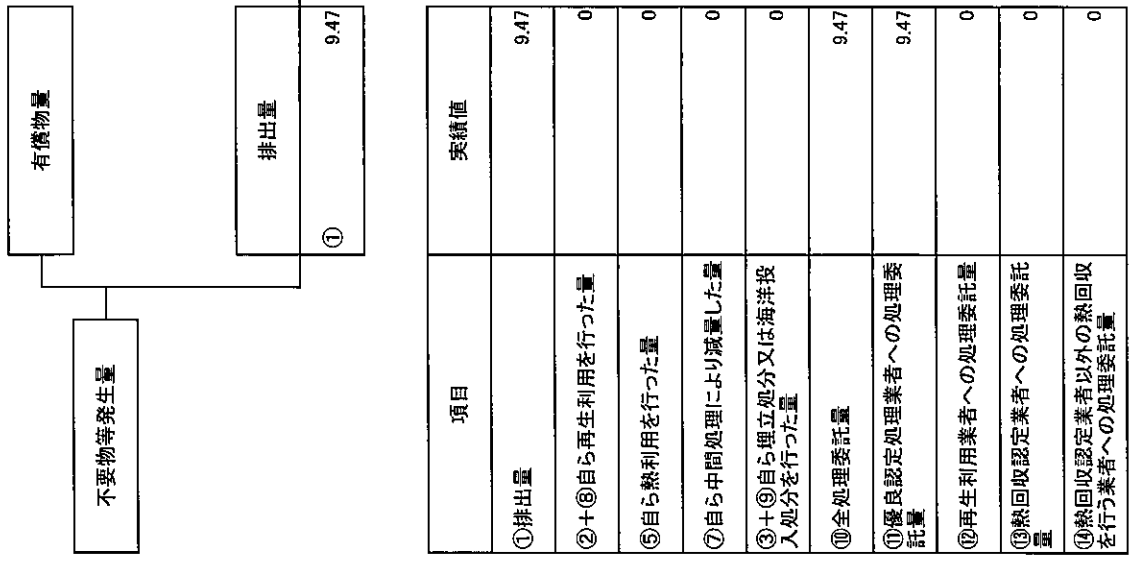 有償物量
不要物等発生量
排出量
① 9.47
項目 実績値
①排出量 9.47
②+⑧自ら再生利用を行った量 0
⑤自ら熱利用を行った量 0
⑦自ら中間処理により減量した量 0
③+⑨自ら埋立処分又は海洋投
入処分を行った量 0
⑩全処理委託量 9.47
⑪優良認定処理業者への処理委
託量 9.47
⑫再生利用業者への処理委託量 0
⑬熱回収認定業者への処理委託
量 0
⑭熱回収認定業者以外の熱回収
を行う業者への処理委託量 0